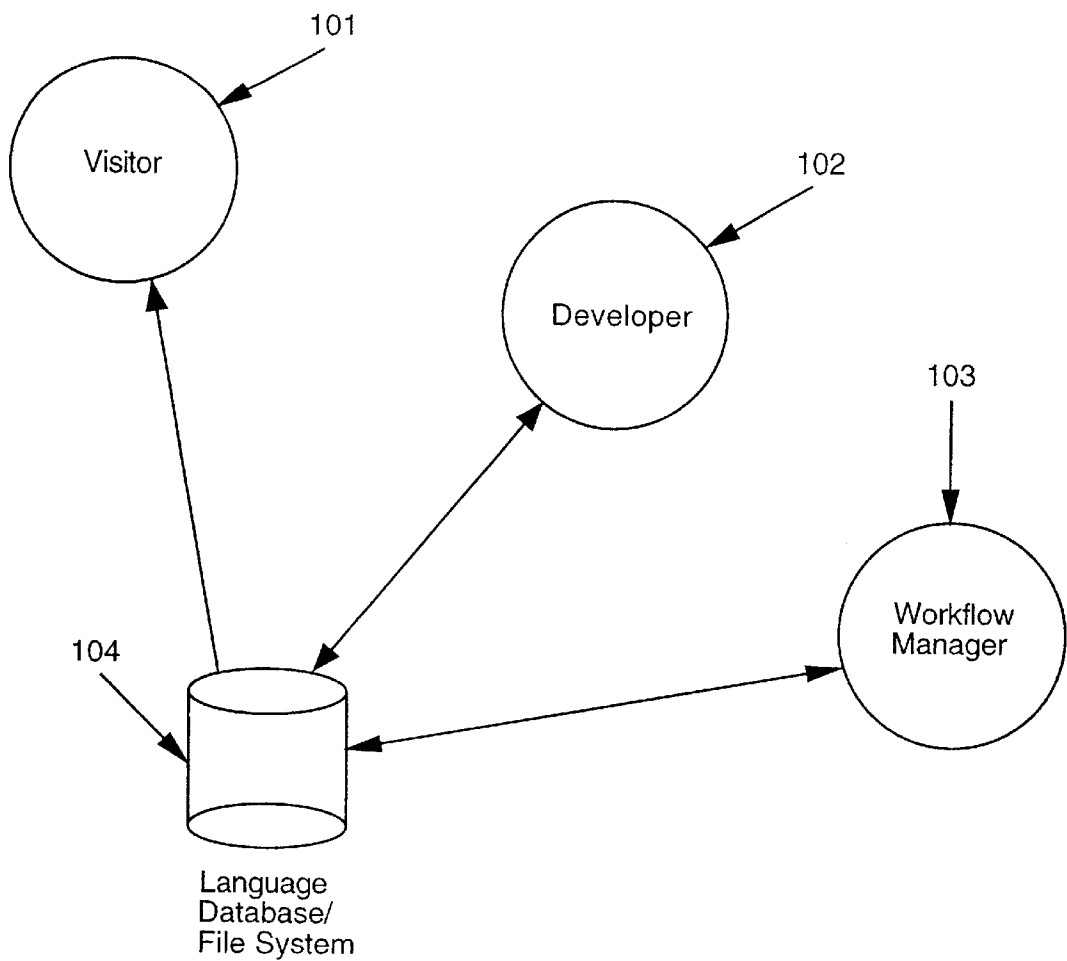 101
Visitor
102
Developer
103
Workflow
Manager
104
Language
Database/
File System